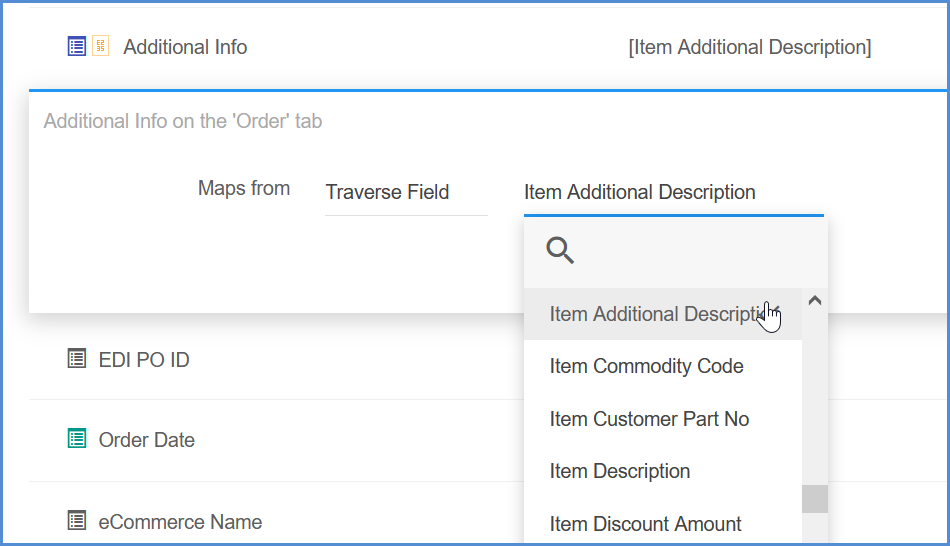 Additional Info [Item Additional Description]
Additional Info on the 'Order' tab
Maps from Traverse Field Item Additional Description
Item Additional Descripti
EDI PO ID
Item Commodity Code
Item Customer Part No
Order Date
Item Description
eCommerce Name
Item Discount Amount